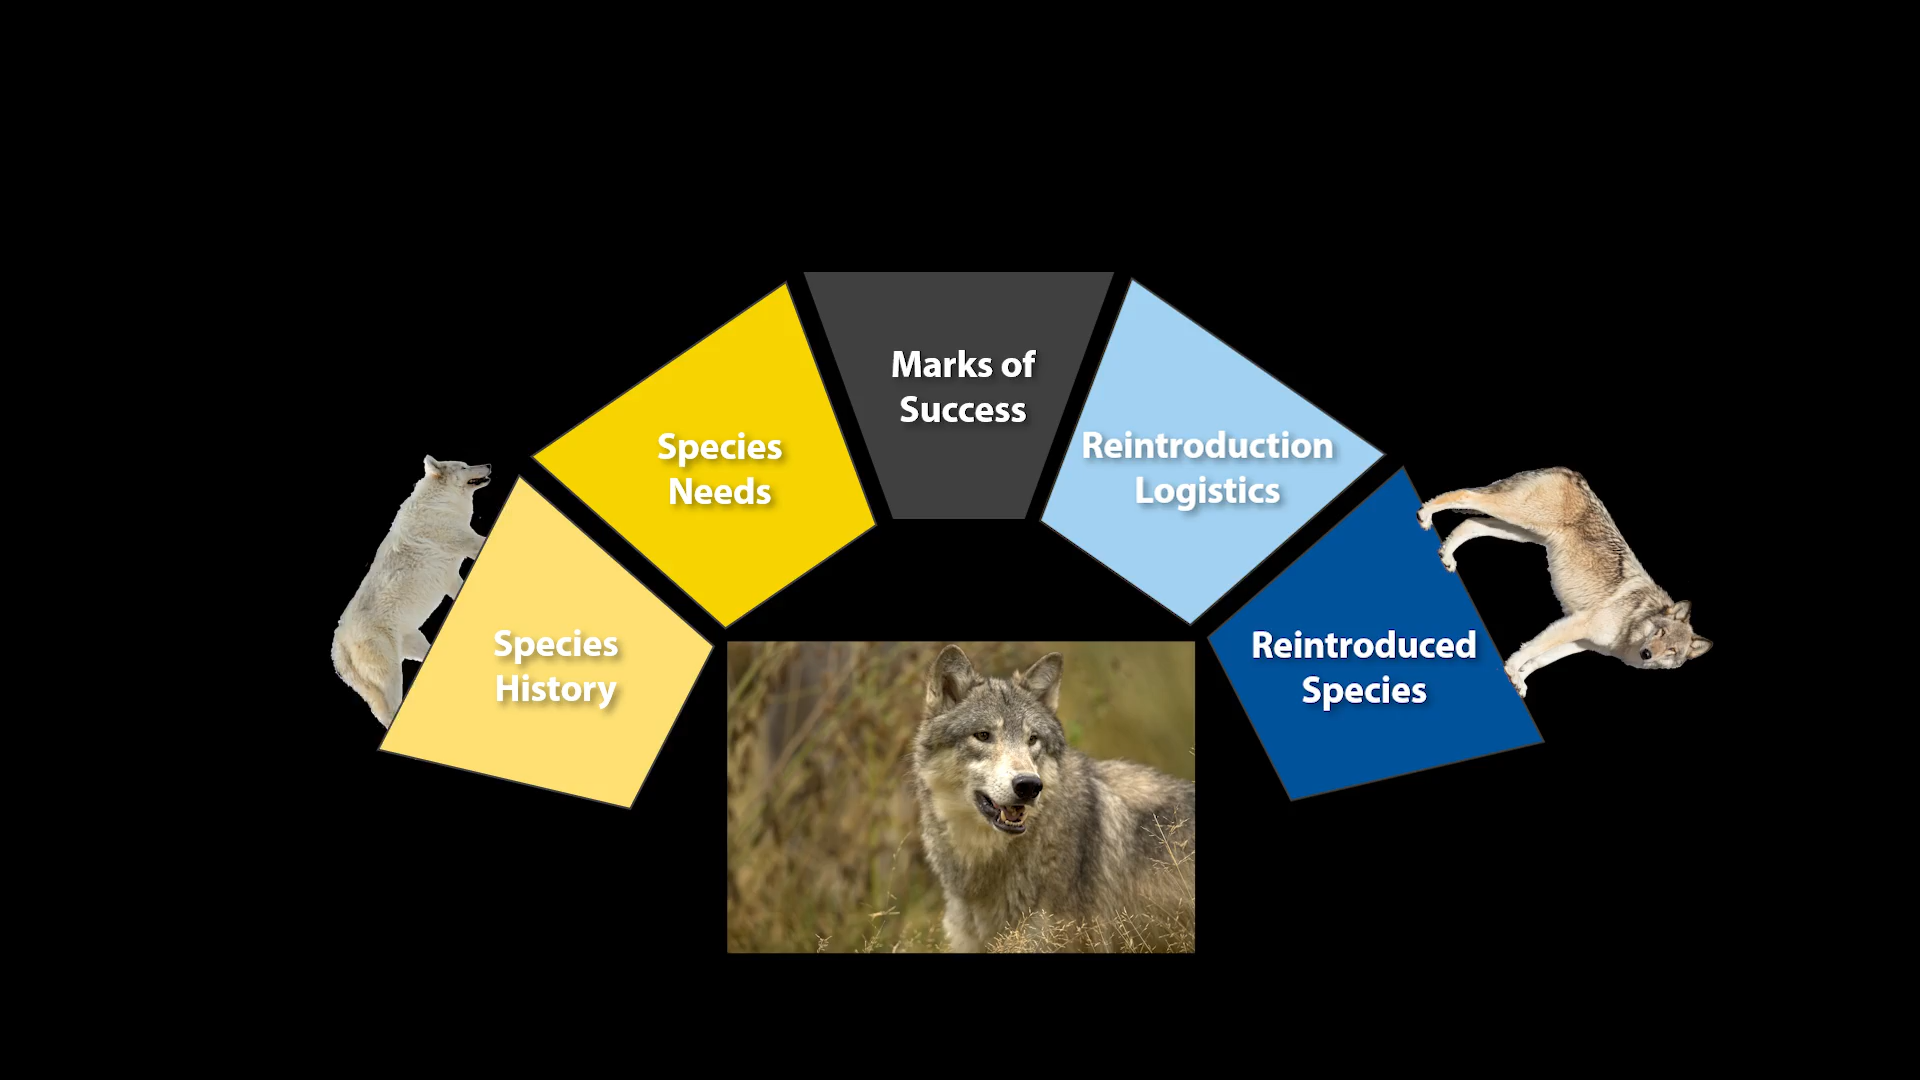 Marks of
Success
Species
Needs
Reintroduction
Logistics
Species
History
Reintroduced
Species